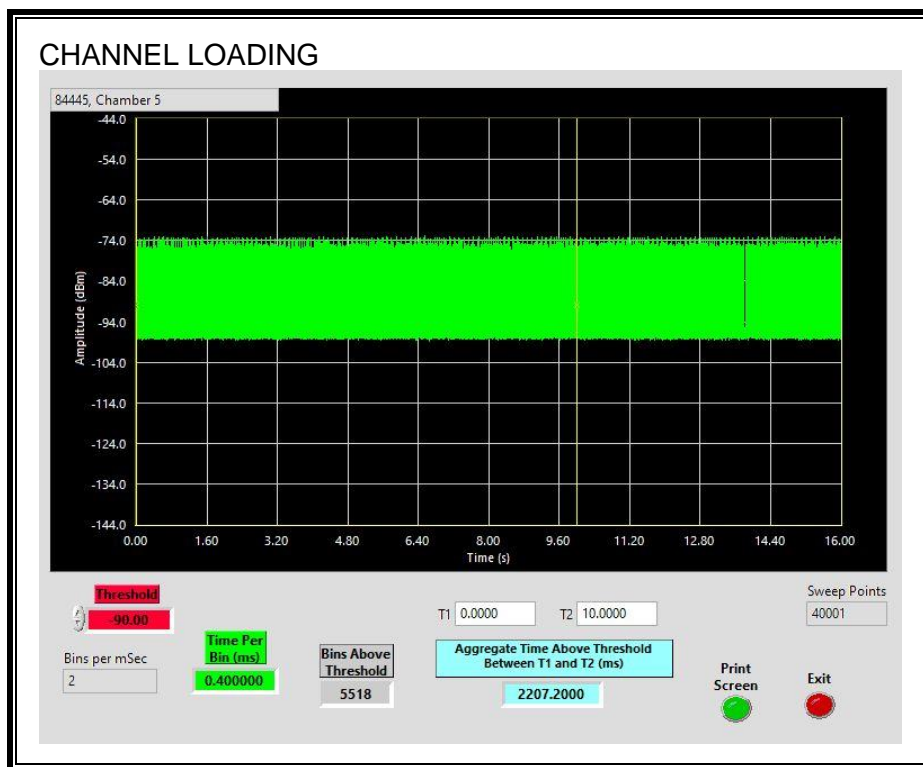 CHANNEL LOADING
84445, Chamber 5
-44.0
-54.0
-64.0
-74.0
-84.0
-94.0
-104.0
-114.0
-124.0
-134.0
-144.0
Amplitude (dBm)
0.00 1.60 3.20 4.80 6.40 8.00 9.60 11.20 12.80 14.40 16.00
Time (s)
Threshold
-90.00
Bins per mSec
2
Time Per
Bin (ms)
0.400000
Bins Above
Threshold
5518
T1 0.0000 T2 10.0000
Aggregate Time Above Threshold
Between T1 and T2 (ms)
2207.2000
Sweep Points
40001
Print
Screen
Exit